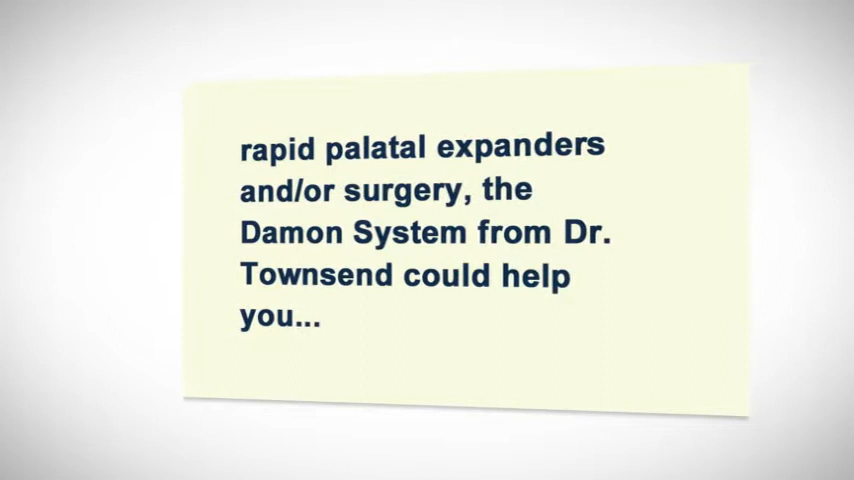 rapid palatal expanders
and/or surgery, the
Damon System from Dr.
Townsend could help
you...